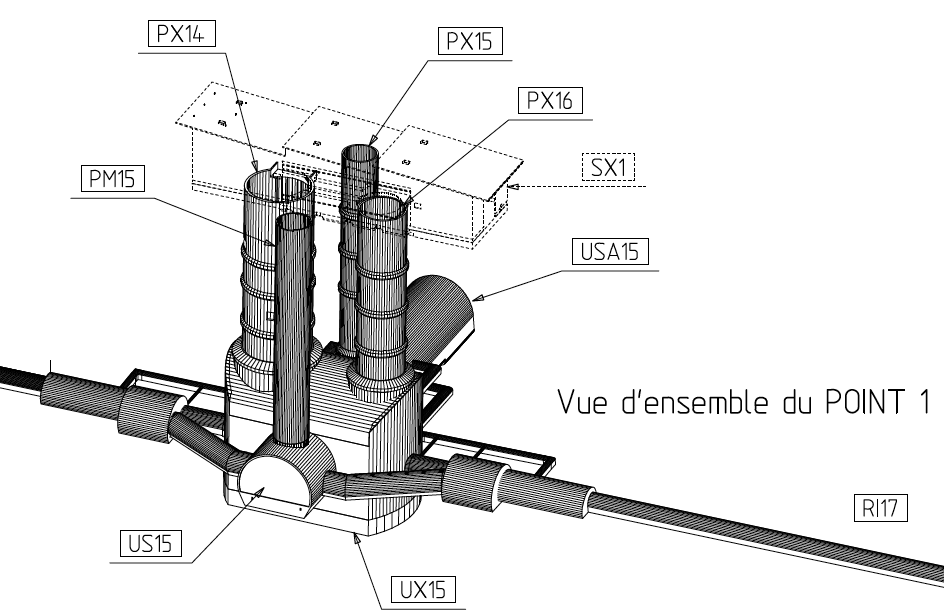 PX14
PX15
PX16
SX1
PM15
USA15
Vue d'ensemble du POINT 1
RI17
US15
UX15